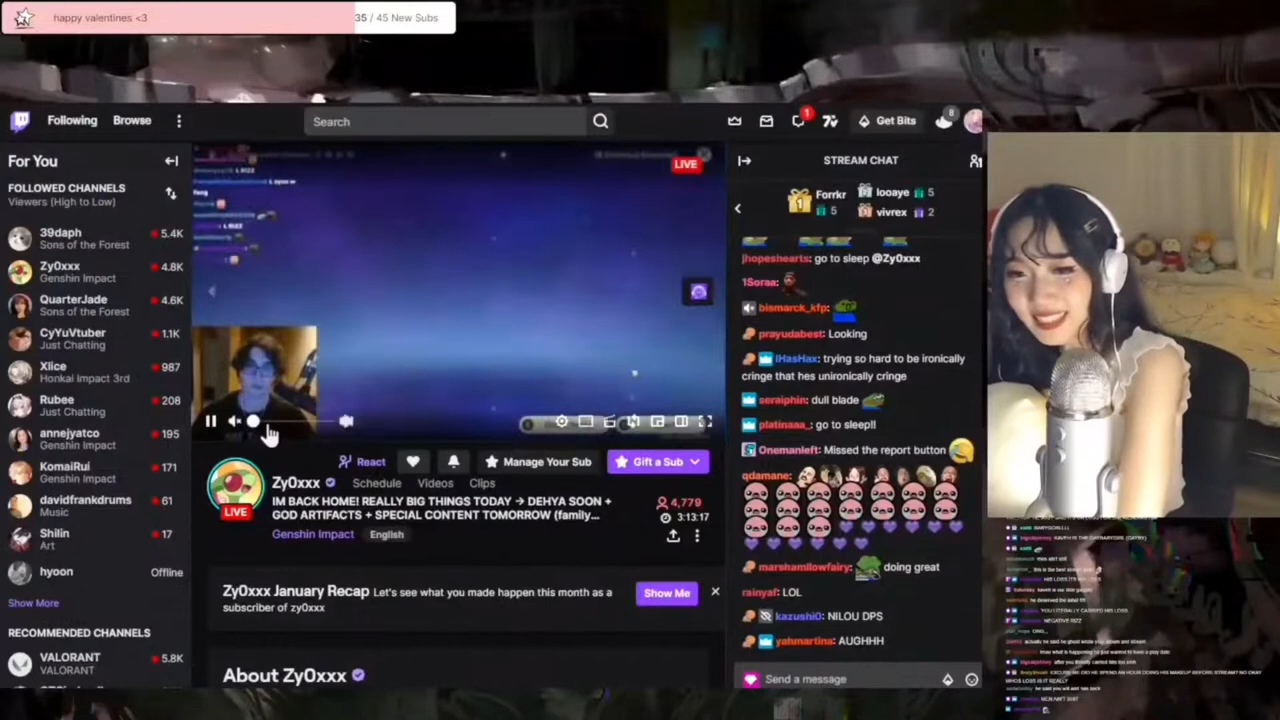 happy valentines <3
35 / 45 New Subs
Following
Browse
Search
1
Get Bits
8
For You
FOLLOWED CHANNELS
Viewers (High to Low)
39daph
5.4K
Sons of the Forest
Zy0xxx
4.8K
Genshin Impact
QuarterJade
4.6K
Sons of the Forest
CyYuVtuber
1.1K
Just Chatting
Xlice
987
Honkai Impact 3rd
Rubee
208
Just Chatting
annejyatco
195
Genshin Impact
KomaiRui
171
Genshin Impact
davidfrankdrums
61
Music
Shilin
17
Art
hyoon
Offline
Show More
RECOMMENDED CHANNELS
VALORANT
5.8K
VALORANT
LIVE
React
Manage Your Sub
Gift a Sub
Zy0xxx
Schedule
Videos
Clips
LIVE
IM BACK HOME! REALLY BIG THINGS TODAY → DEHYA SOON +
GOD ARTIFACTS + SPECIAL CONTENT TOMORROW (family...
4,779
3:13:17
Genshin Impact
English
Zy0xxx January Recap Let's see what you made happen this month as a
subscriber of zy0xxx
Show Me
About Zy0xxx
STREAM CHAT
1
Forrkr
5
looaye 5
vivrex 2
jhopeshearts: go to sleep @Zy0xxx
1Soraa:
bismarck_kfp:
prayudabest: Looking
IHasHax: trying so hard to be ironically
cringe that hes unironically cringe
seraiphin: dull blade
platinaaa_: go to sleep!!
Onemanieft: Missed the report button
qdamane:
marshamilowfairy: doing great
rainyaf: LOL
kazushi0: NILOU DPS
yahmartina: AUGHHH
Send a message